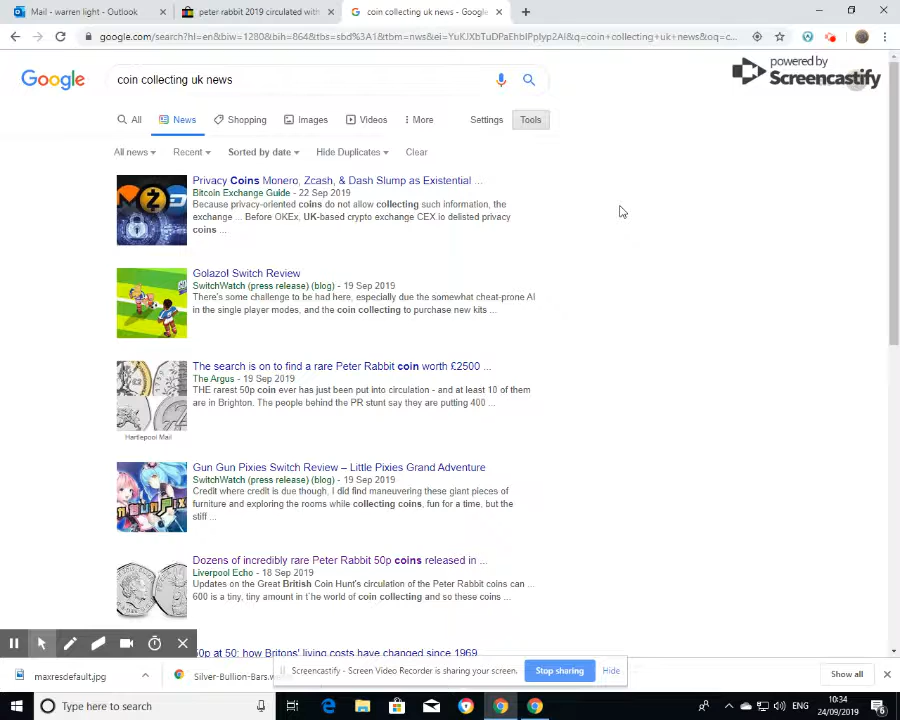 Mail - warren light - Outlook
peter rabbit 2019 circulated with
coin collecting uk news - Google
google.com/search?hl=en&biw=1280&bih=864&tbs=sbd%3A1&tbm=nws&ei=YuKJXbTuDPaEhbIPpIyp2AI&q=coin+collecting+uk+news&oq=c...
powered by
Screencastify
Google
coin collecting uk news
All News Shopping Images Videos More Settings Tools
All news Recent Sorted by date Hide Duplicates Clear
Privacy Coins Monero, Zcash, & Dash Slump as Existential ...
Bitcoin Exchange Guide - 22 Sep 2019
Because privacy-oriented coins do not allow collecting such information, the
exchange ... Before OKEx, UK-based crypto exchange CEX.io delisted privacy
coins ...
Golazo! Switch Review
SwitchWatch (press release) (blog) - 19 Sep 2019
There's some challenge to be had here, especially due the somewhat cheat-prone AI
in the single player modes, and the coin collecting to purchase new kits ...
The search is on to find a rare Peter Rabbit coin worth £2500 ...
The Argus - 19 Sep 2019
THE rarest 50p coin ever has just been put into circulation - and at least 10 of them
are in Brighton. The people behind the PR stunt say they are putting 400 ...
Hartlepool Mail
Gun Gun Pixies Switch Review – Little Pixies Grand Adventure
SwitchWatch (press release) (blog) - 19 Sep 2019
Credit where credit is due though, I did find maneuvering these giant pieces of
furniture and exploring the rooms while collecting coins, fun for a time, but the
stiff ...
Dozens of incredibly rare Peter Rabbit 50p coins released in ...
Liverpool Echo - 18 Sep 2019
Updates on the Great British Coin Hunt's circulation of the Peter Rabbit coins can ...
600 is a tiny, tiny amount in t'he world of coin collecting and so these coins ...
50p at 50: how Britons' living costs have changed since 1969
Screencastify - Screen Video Recorder is sharing your screen. Stop sharing Hide
maxresdefault.jpg
Silver-Bullion-Bars.we
Show all
Type here to search
ENG
10:34
24/09/2019
6